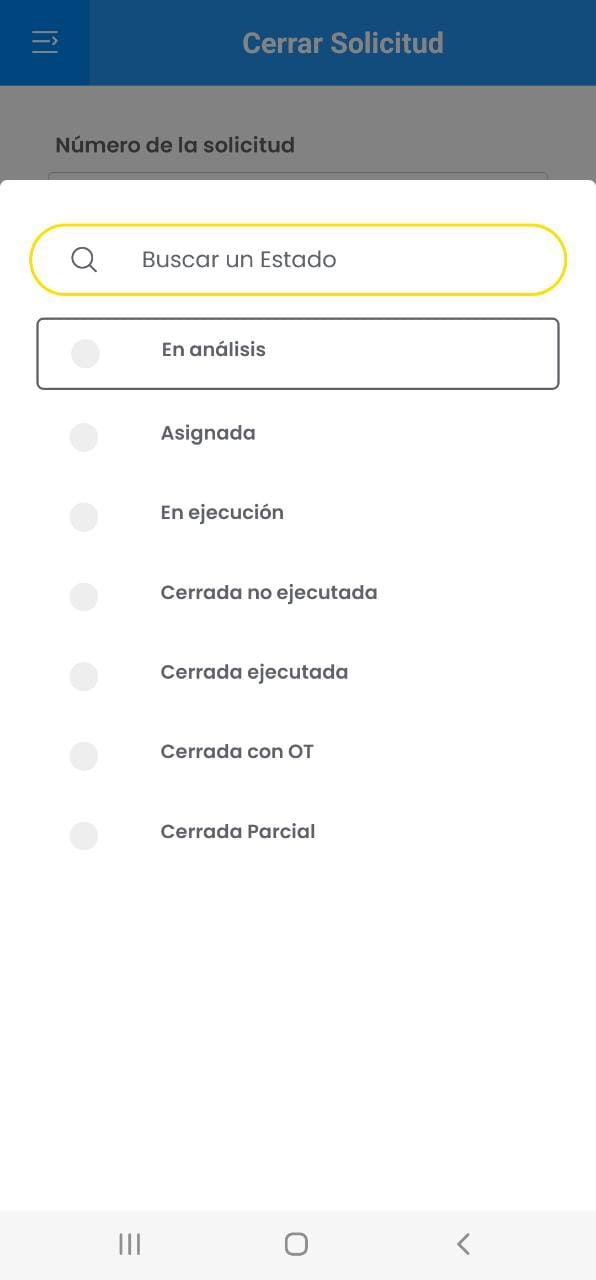 Cerrar Solicitud
Número de la solicitud
Buscar un Estado
En análisis
Asignada
En ejecución
Cerrada no ejecutada
Cerrada ejecutada
Cerrada con OT
Cerrada Parcial